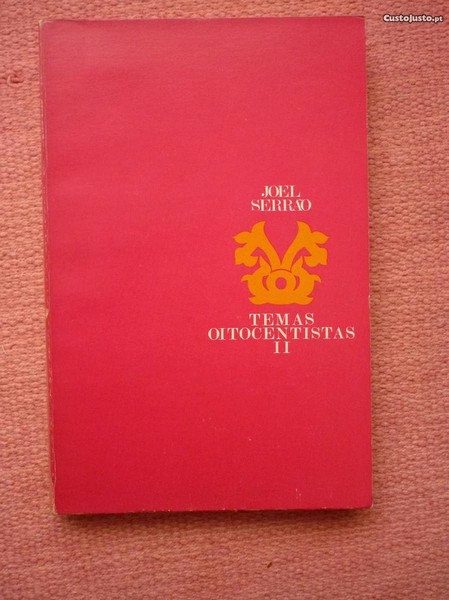 CustoJusto.pt
JOEL
SERRÃO
TEMAS
OITOCENTISTAS
II